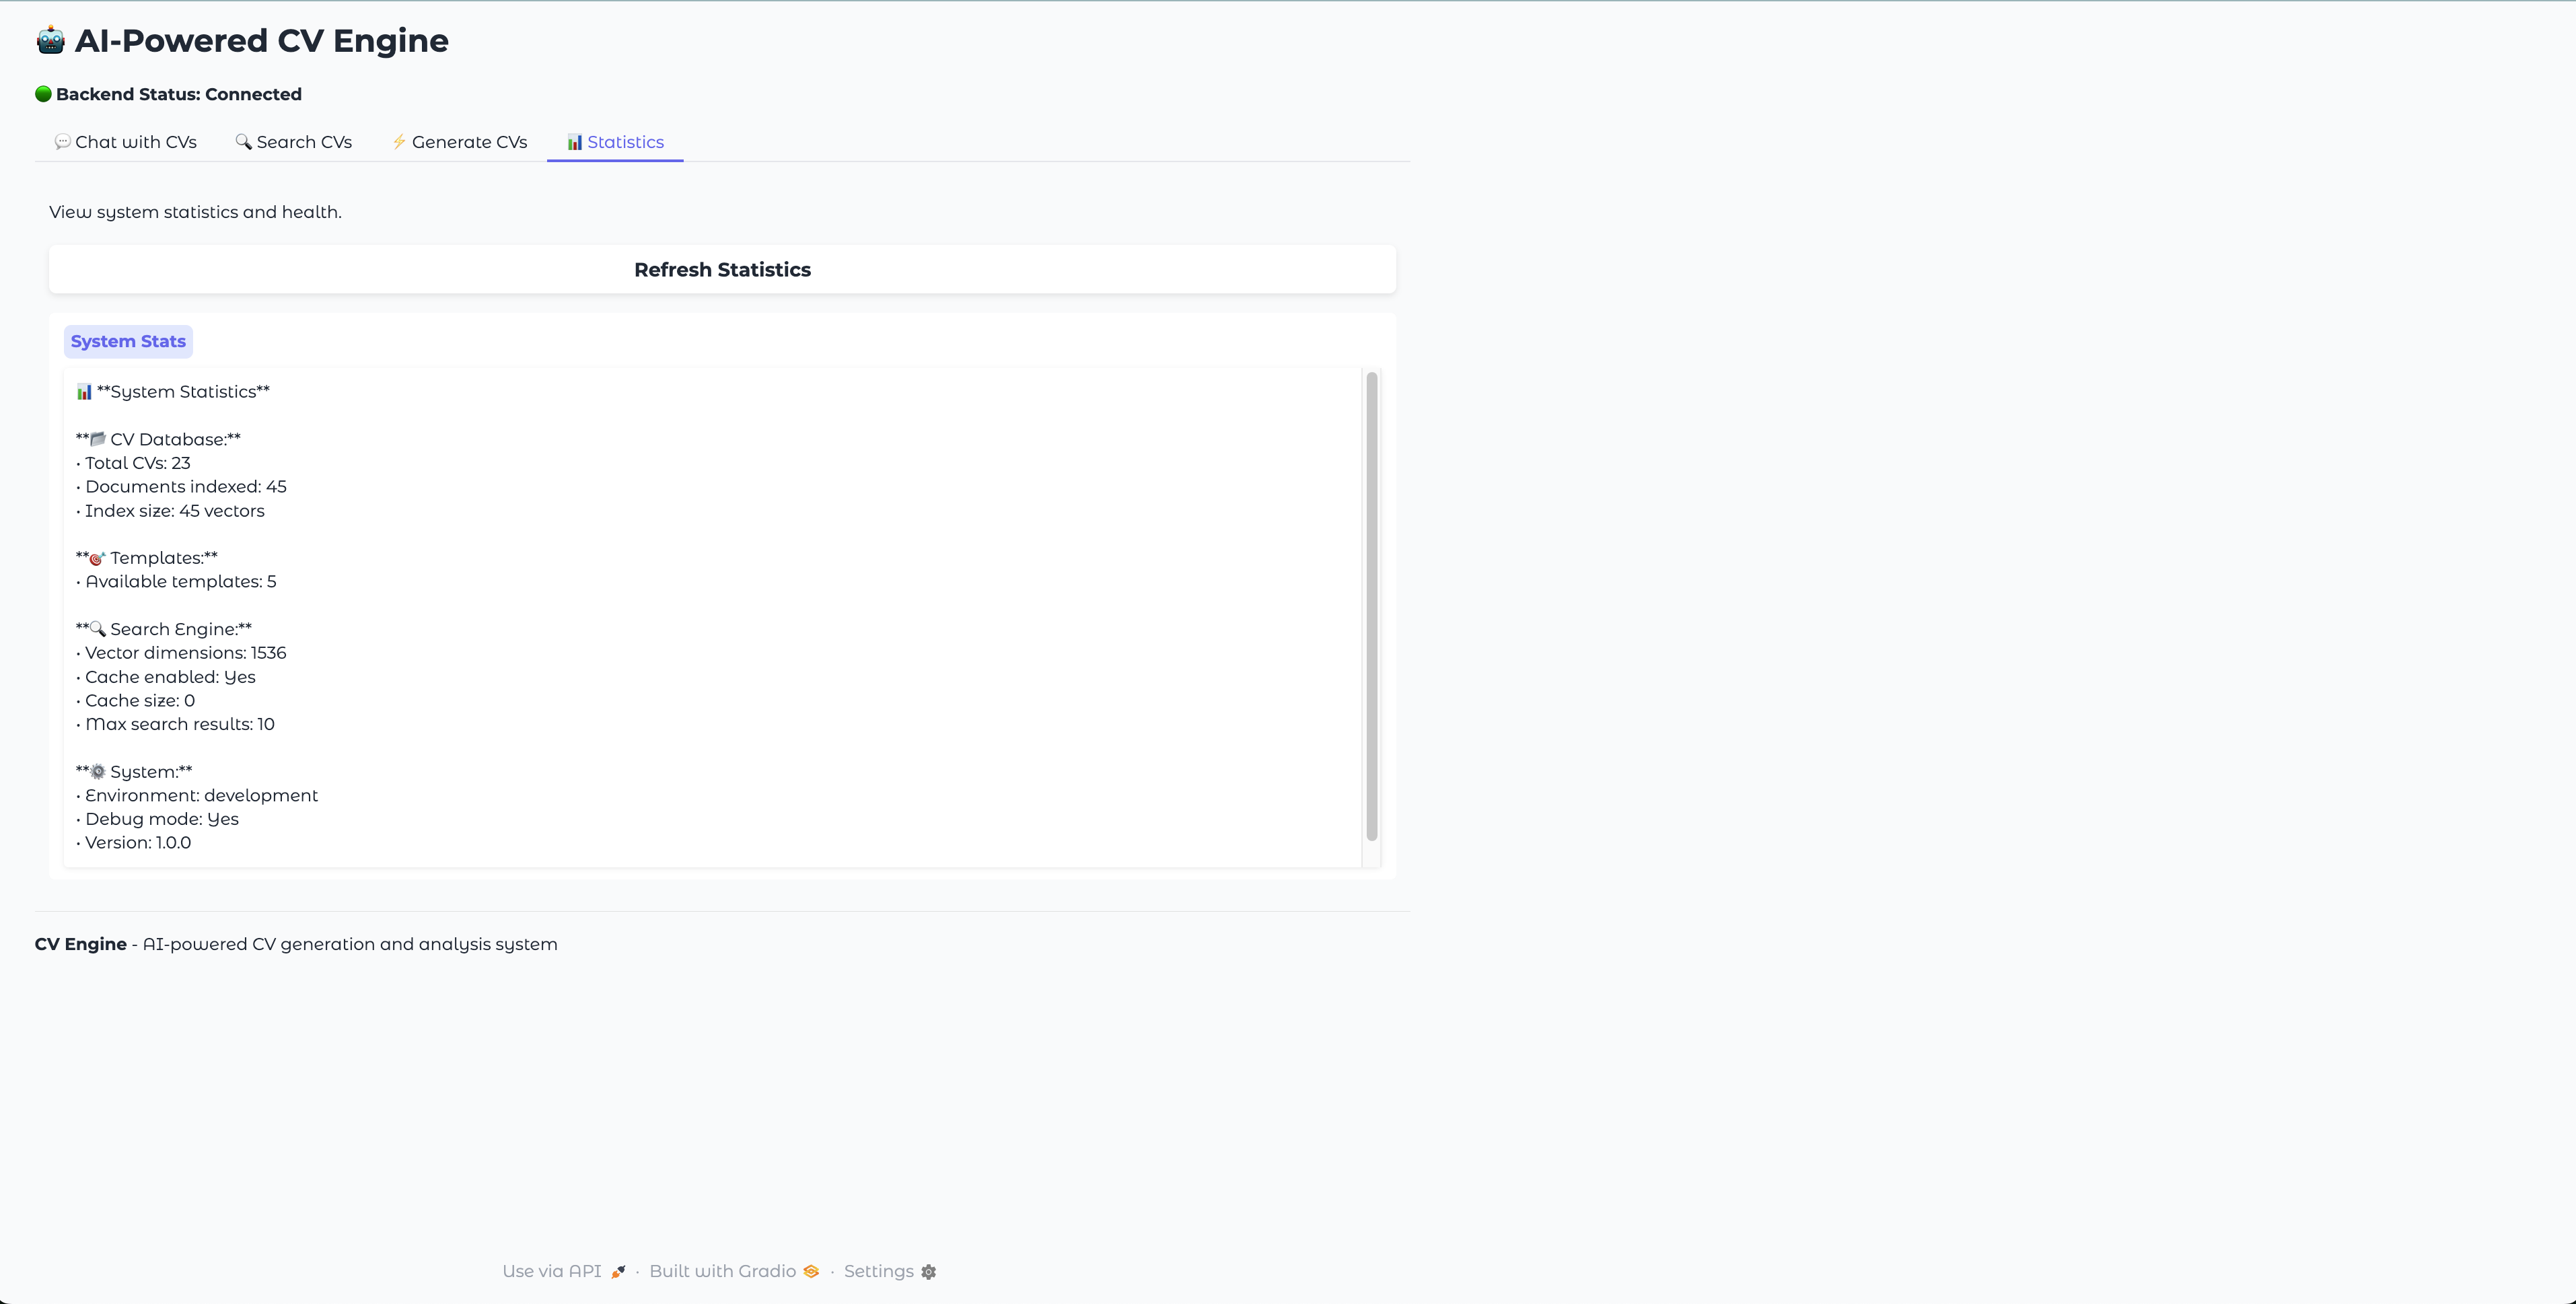 🤖 AI-Powered CV Engine
🟢 Backend Status: Connected
💬 Chat with CVs
🔍 Search CVs
⚡ Generate CVs
📊 Statistics
View system statistics and health.
Refresh Statistics
System Stats
📊 **System Statistics**
**📁 CV Database:**
• Total CVs: 23
• Documents indexed: 45
• Index size: 45 vectors
**🎯 Templates:**
• Available templates: 5
**🔍 Search Engine:**
• Vector dimensions: 1536
• Cache enabled: Yes
• Cache size: 0
• Max search results: 10
**⚙️ System:**
• Environment: development
• Debug mode: Yes
• Version: 1.0.0
CV Engine - AI-powered CV generation and analysis system
Use via API 🚀 · Built with Gradio · Settings ⚙️